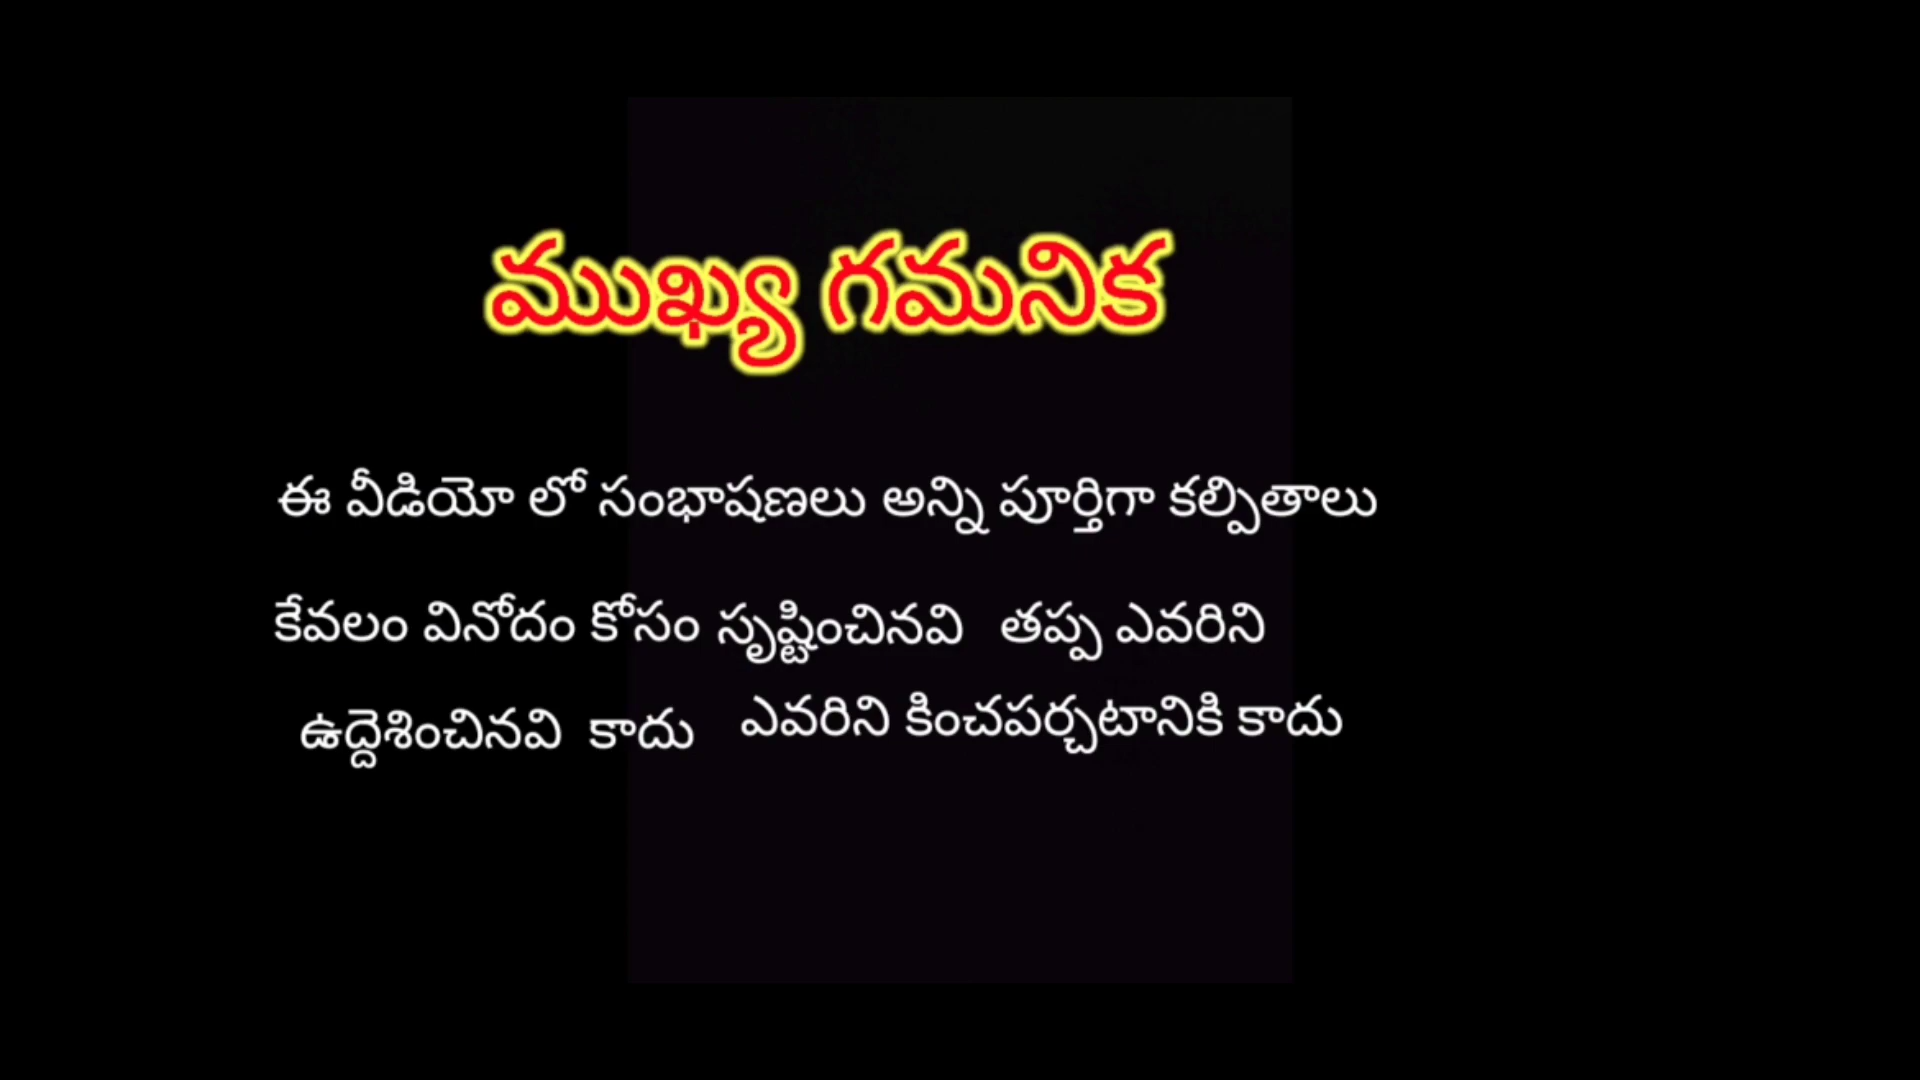 ముఖ్య గమనిక
ఈ వీడియో లో సంభాషణలు అన్ని పూర్తిగా కల్పితాలు
కేవలం వినోదం కోసం సృష్టించినవి తప్ప ఎవరిని
ఉద్దెశించినవి కాదు ఎవరిని కించపర్చటానికి కాదు